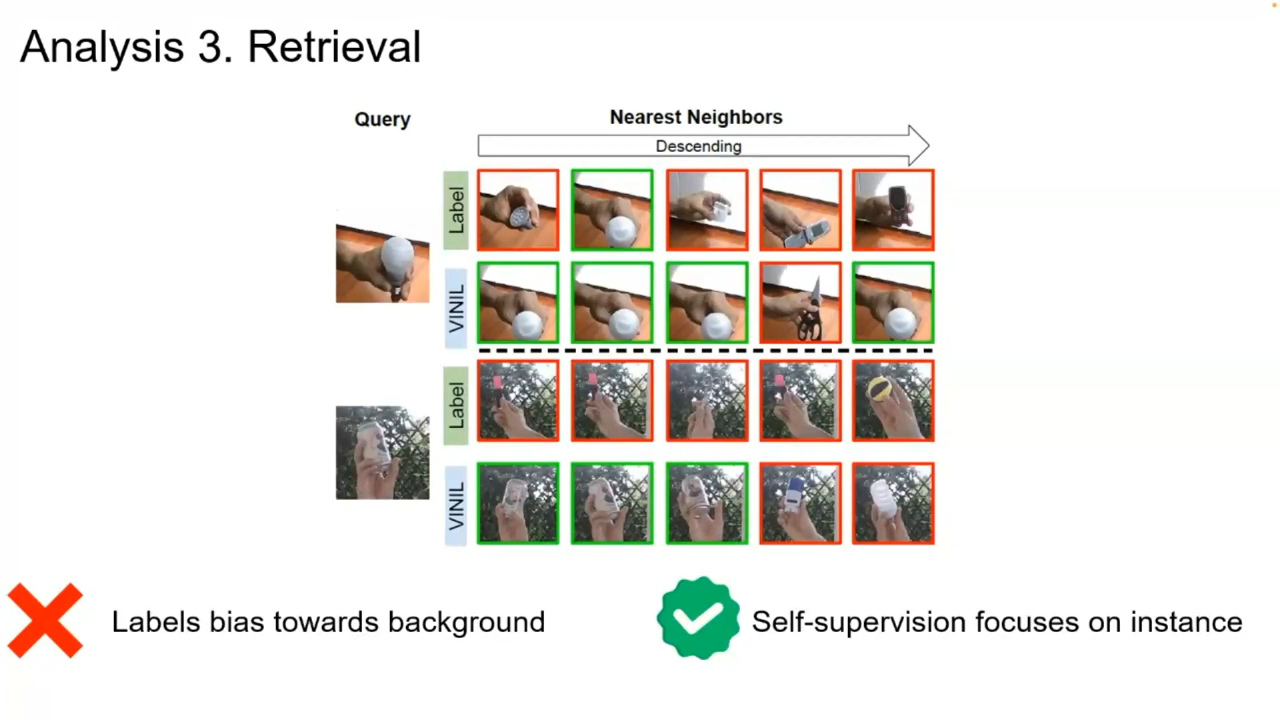 Analysis 3. Retrieval
Query
Nearest Neighbors
Descending
Label
VINIL
Label
VINIL
Labels bias towards background
Self-supervision focuses on instance